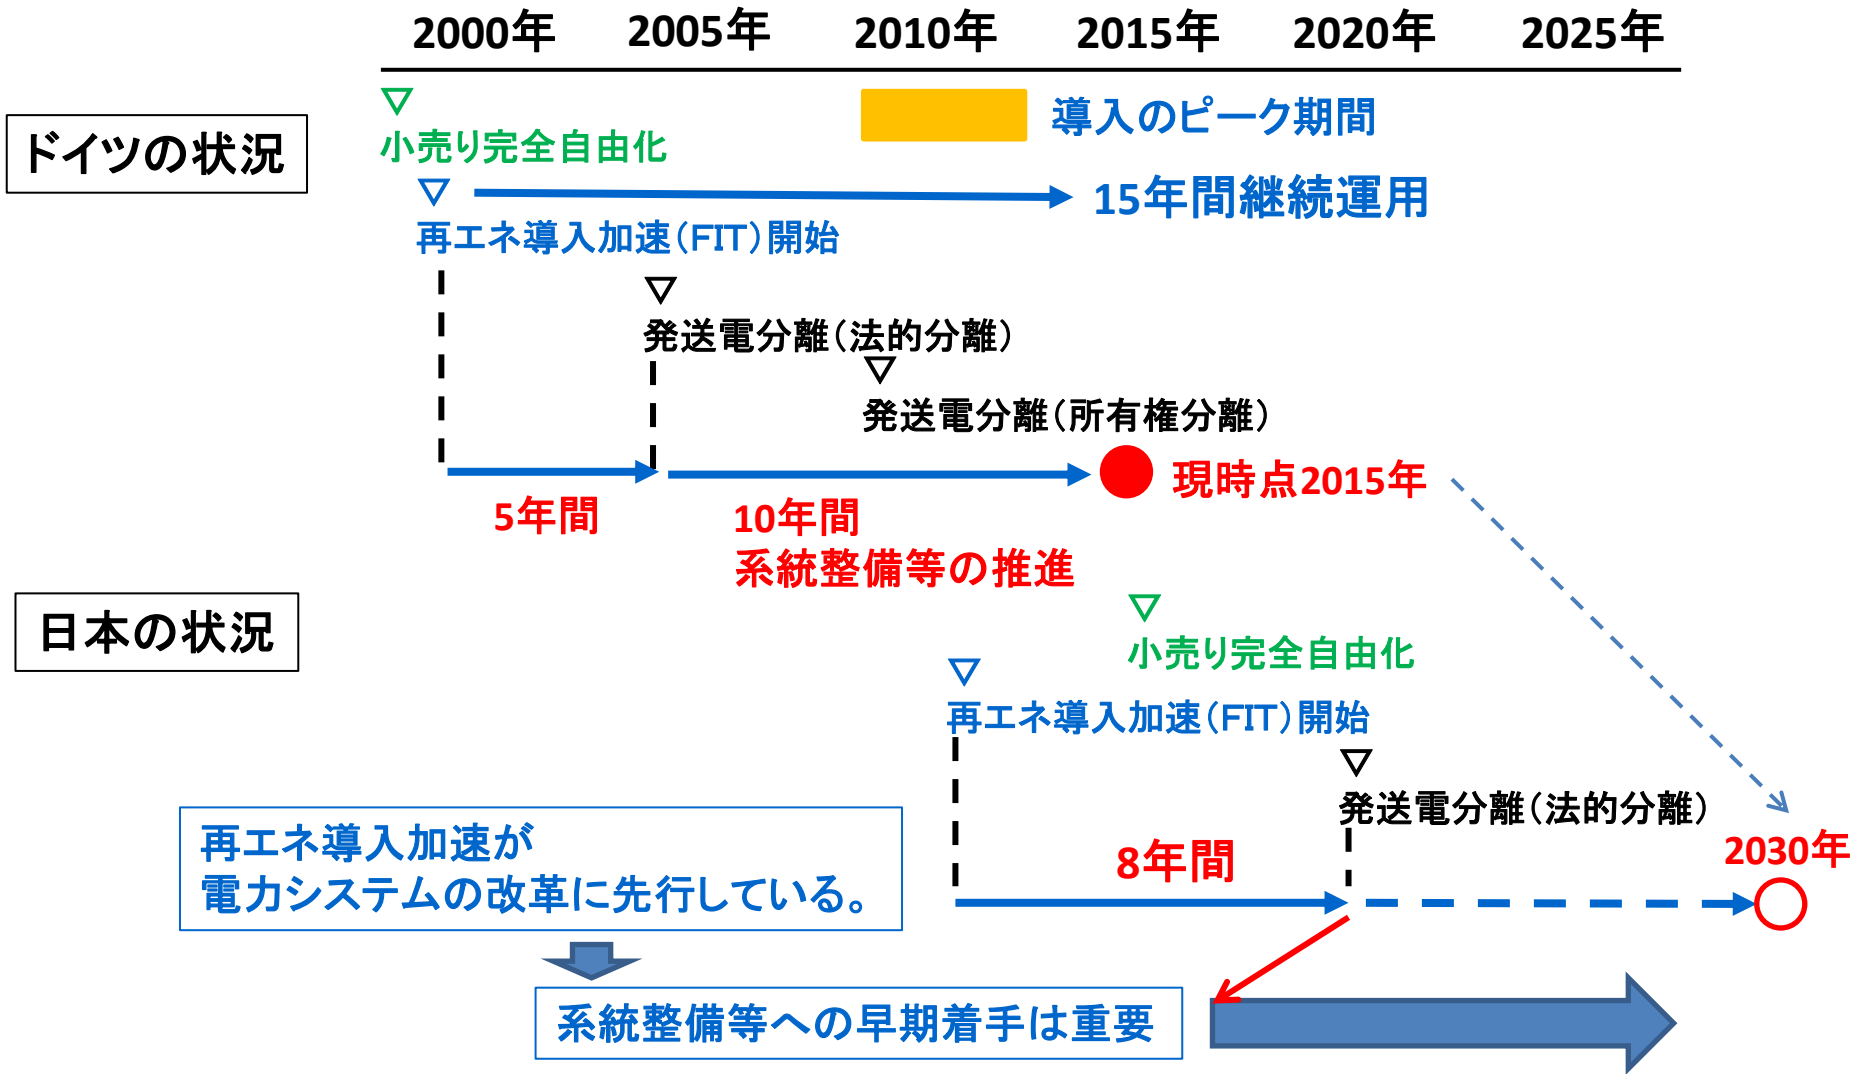 2000年 2005年 2010年 2015年 2020年 2025年
ドイツの状況
小売り完全自由化
導入のピーク期間
15年間継続運用
再エネ導入加速（FIT）開始
発送電分離（法的分離）
発送電分離（所有権分離）
現時点2015年
5年間
10年間
系統整備等の推進
日本の状況
小売り完全自由化
再エネ導入加速（FIT）開始
発送電分離（法的分離）
8年間
2030年
再エネ導入加速が
電力システムの改革に先行している。
系統整備等への早期着手は重要